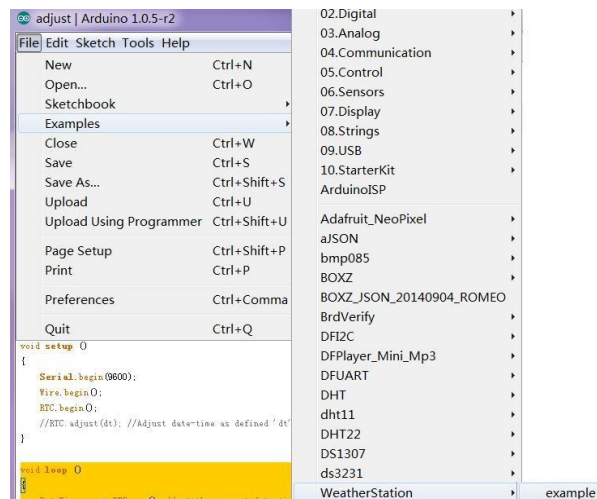 adjust | Arduino 1.0.5-r2
File Edit Sketch Tools Help
New Ctrl+N
Open... Ctrl+O
Sketchbook
Examples
Close Ctrl+W
Save Ctrl+S
Save As... Ctrl+Shift+S
Upload Ctrl+U
Upload Using Programmer Ctrl+Shift+U
Page Setup Ctrl+Shift+P
Print Ctrl+P
Preferences Ctrl+Comma
Quit Ctrl+Q
void setup ()
{
Serial.begin(9600);
Wire.begin();
RTC.begin();
//RTC.adjust(dt); //Adjust date-time as defined 'dt'
}
void loop ()
{
02.Digital
03.Analog
04.Communication
05.Control
06.Sensors
07.Display
08.Strings
09.USB
10.StarterKit
ArduinoISP
Adafruit_NeoPixel
aJSON
bmp085
BOXZ
BOXZ_JSON_20140904_ROMEO
BrdVerify
DFI2C
DFPlayer_Mini_Mp3
DFUART
DHT
dht11
DHT22
DS1307
ds3231
WeatherStation
example